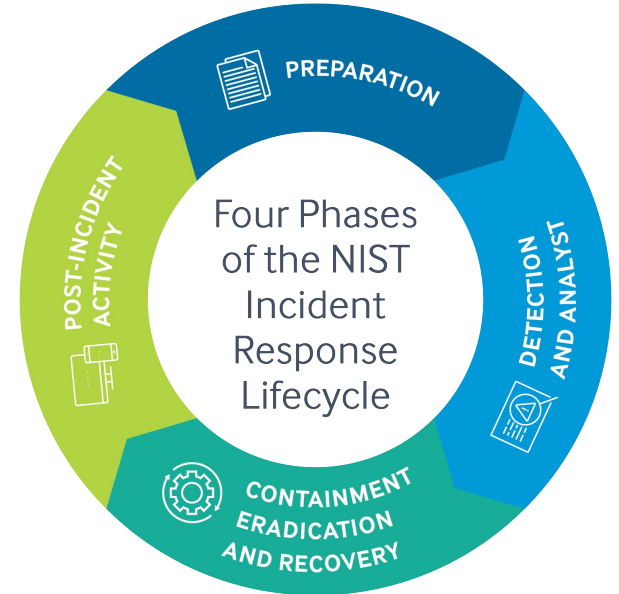 PREPARATION
Four Phases
of the NIST
Incident
Response
Lifecycle
DETECTION
AND ANALYST
CONTAINMENT
ERADICATION
AND RECOVERY
POST-INCIDENT
ACTIVITY